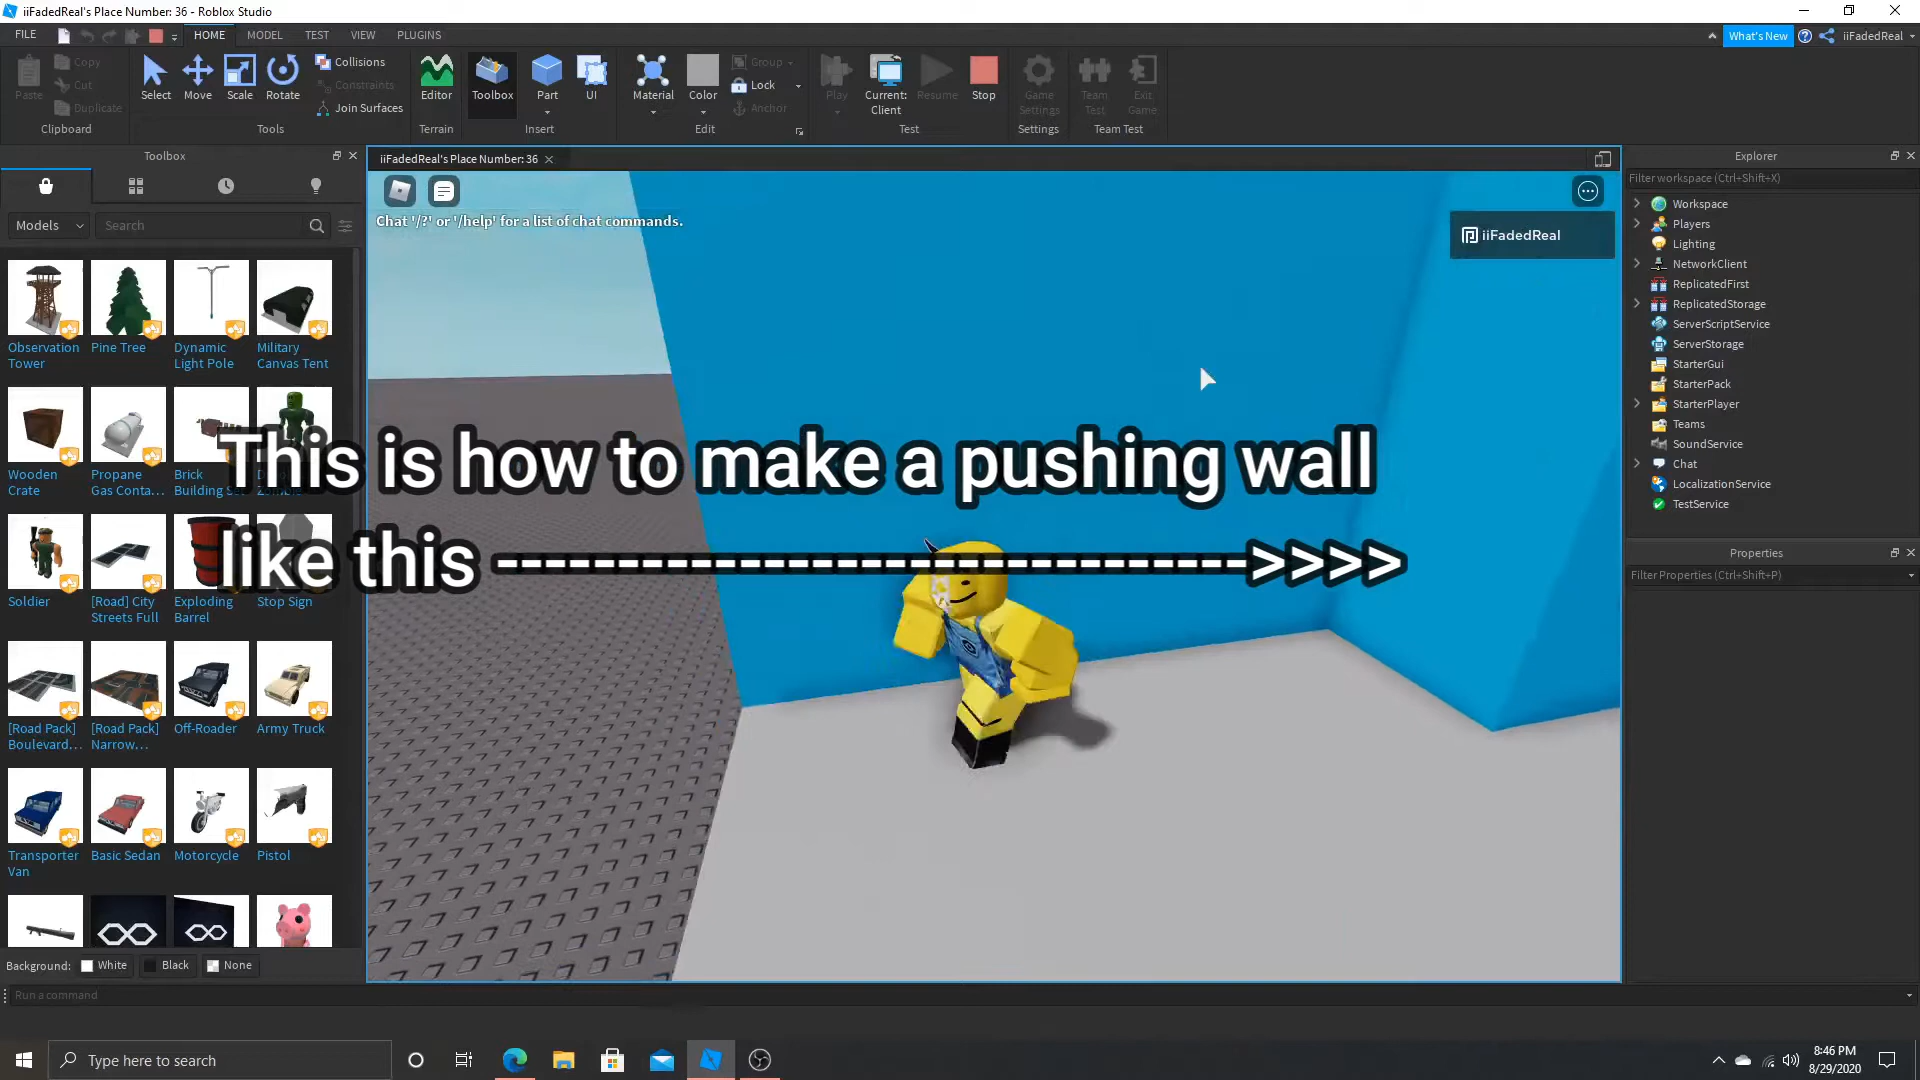 iiFadedReal's Place Number: 36 - Roblox Studio
FILE
HOME
MODEL
TEST
VIEW
PLUGINS
What's New
iiFadedReal
Paste
Copy
Cut
Duplicate
Clipboard
Select
Move
Scale
Rotate
Collisions
Constraints
Join Surfaces
Tools
Editor
Terrain
Toolbox
Part
UI
Insert
Material
Color
Group
Lock
Anchor
Edit
Play
Current:
Client
Resume
Stop
Test
Game
Settings
Settings
Team
Test
Exit
Game
Team Test
Toolbox
Models
Search
Observation
Tower
Pine Tree
Dynamic
Light Pole
Military
Canvas Tent
Wooden
Crate
Propane
Gas Conta...
Brick
Building
Soldier
[Road] City
Streets Full
Exploding
Barrel
Stop Sign
[Road Pack]
Boulevard...
[Road Pack]
Narrow...
Off-Roader
Army Truck
Transporter
Van
Basic Sedan
Motorcycle
Pistol
Background:
White
Black
None
Run a command
iiFadedReal's Place Number: 36
Chat '/?' or '/help' for a list of chat commands.
iiFadedReal
This is how to make a pushing wall
like this ------------------------------>>>>
Explorer
Filter workspace (Ctrl+Shift+X)
Workspace
Players
Lighting
NetworkClient
ReplicatedFirst
ReplicatedStorage
ServerScriptService
ServerStorage
StarterGui
StarterPack
StarterPlayer
Teams
SoundService
Chat
LocalizationService
TestService
Properties
Filter Properties (Ctrl+Shift+P)
Type here to search
8:46 PM
8/29/2020